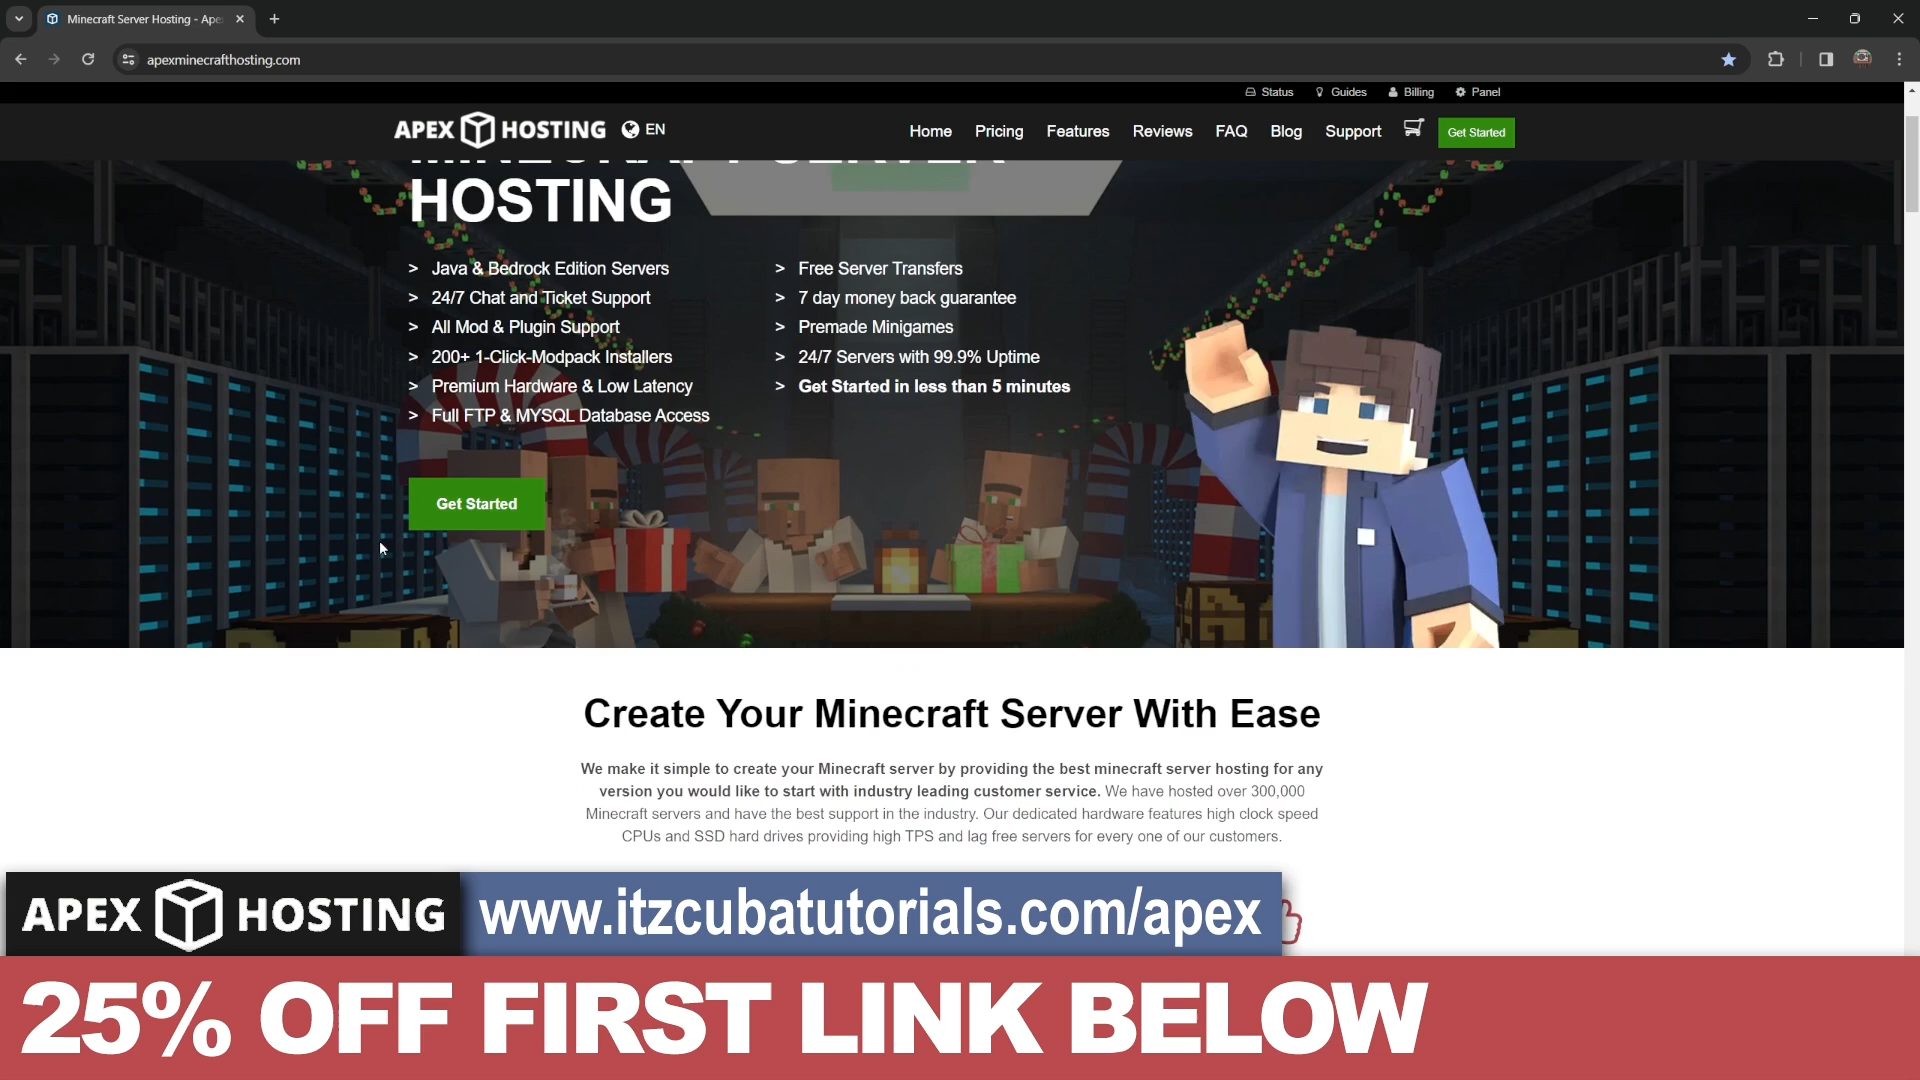 Minecraft Server Hosting - Ape
apexminecrafthosting.com
Status Guides Billing Panel
APEX HOSTING EN
Home Pricing Features Reviews FAQ Blog Support Get Started
MINECRAFT SERVER
HOSTING
> Java & Bedrock Edition Servers
> 24/7 Chat and Ticket Support
> All Mod & Plugin Support
> 200+ 1-Click-Modpack Installers
> Premium Hardware & Low Latency
> Full FTP & MYSQL Database Access
> Free Server Transfers
> 7 day money back guarantee
> Premade Minigames
> 24/7 Servers with 99.9% Uptime
> Get Started in less than 5 minutes
Get Started
Create Your Minecraft Server With Ease
We make it simple to create your Minecraft server by providing the best minecraft server hosting for any
version you would like to start with industry leading customer service. We have hosted over 300,000
Minecraft servers and have the best support in the industry. Our dedicated hardware features high clock speed
CPUs and SSD hard drives providing high TPS and lag free servers for every one of our customers.
APEX HOSTING www.itzcubatutorials.com/apex
25% OFF FIRST LINK BELOW